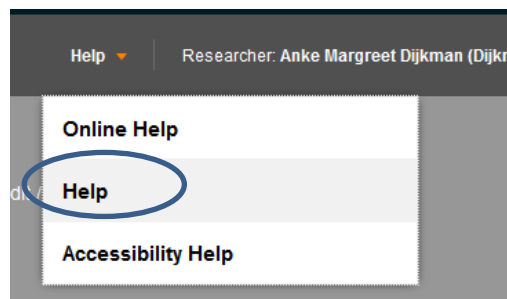 Help Researcher: Anke Margreet Dijkman
Online Help
Help
Accessibility Help